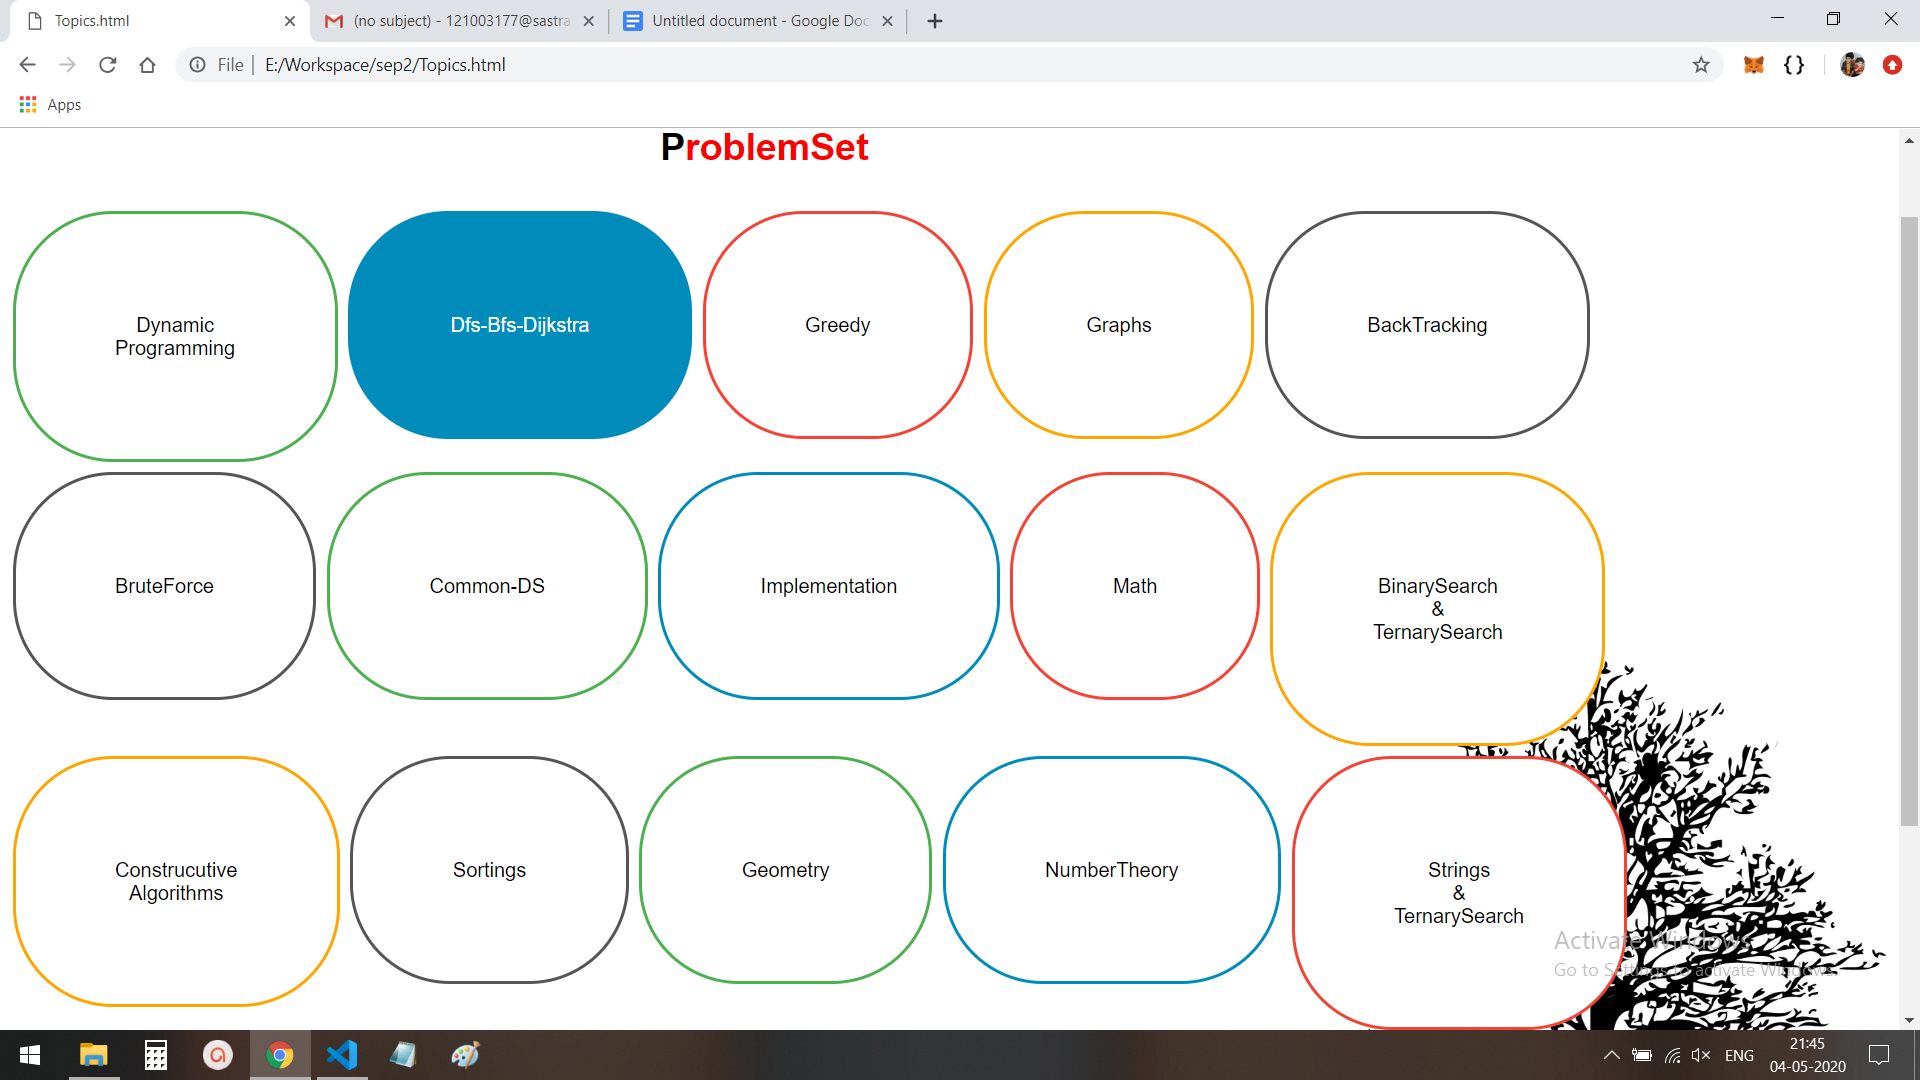 Topics.html
(no subject) - 121003177@sastra
Untitled document - Google Doc
File
E:/Workspace/sep2/Topics.html
Apps
ProblemSet
Dynamic
Programming
Dfs-Bfs-Dijkstra
Greedy
Graphs
BackTracking
BruteForce
Common-DS
Implementation
Math
BinarySearch
&
TernarySearch
Construcutive
Algorithms
Sortings
Geometry
NumberTheory
Strings
&
TernarySearch
Activate Windows
Go to Settings to activate Windows.
ENG
21:45
04-05-2020